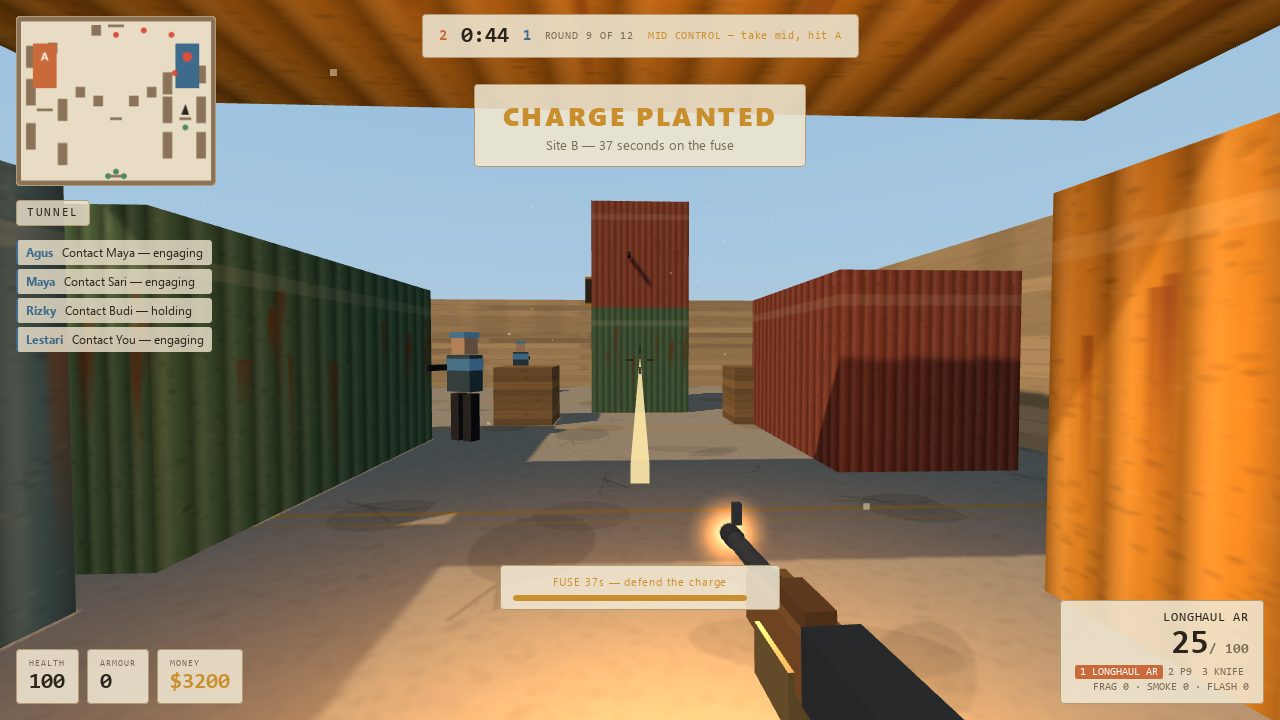 A
2 0:44 1 ROUND 9 OF 12 MID CONTROL — take mid, hit A
CHARGE PLANTED
Site B — 37 seconds on the fuse
TUNNEL
Agus Contact Maya — engaging
Maya Contact Sari — engaging
Rizky Contact Budi — holding
Lestari Contact You — engaging
FUSE 37s — defend the charge
HEALTH
100
ARMOUR
0
MONEY
$3200
LONGHAUL AR
25 / 100
1 LONGHAUL AR 2 P9 3 KNIFE
FRAG 0 · SMOKE 0 · FLASH 0